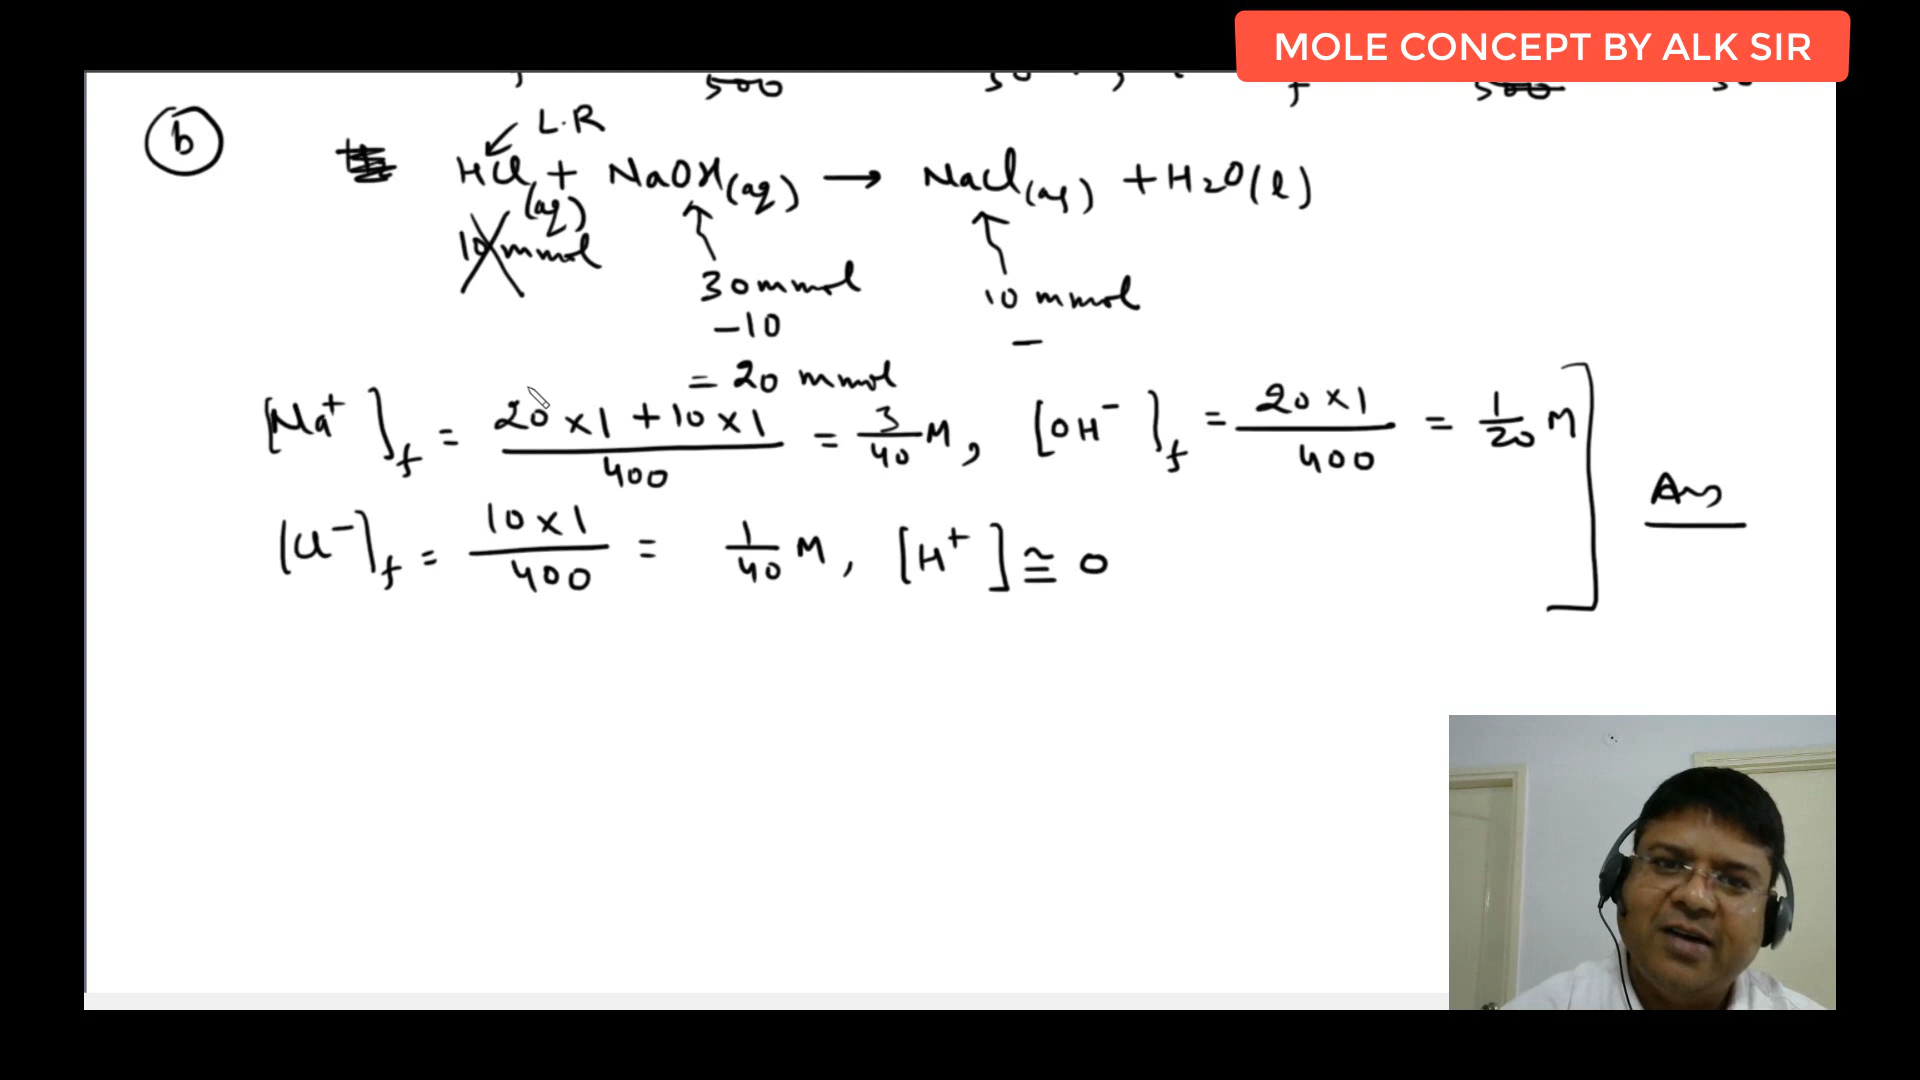 MOLE CONCEPT BY ALK SIR
500 500
b
L.R
HCl(aq) + NaOH(aq) ⟶ NaCl(aq) + H2O(l)
10 mmol
30 mmol 10 mmol
-10 -
= 20 mmol
[Na+]f = 20 x 1 + 10 x 1 / 400 = 3/40 M, [OH-]f = 20 x 1 / 400 = 1/20 M
Ans
[Cl-]f = 10 x 1 / 400 = 1/40 M, [H+] ≅ 0